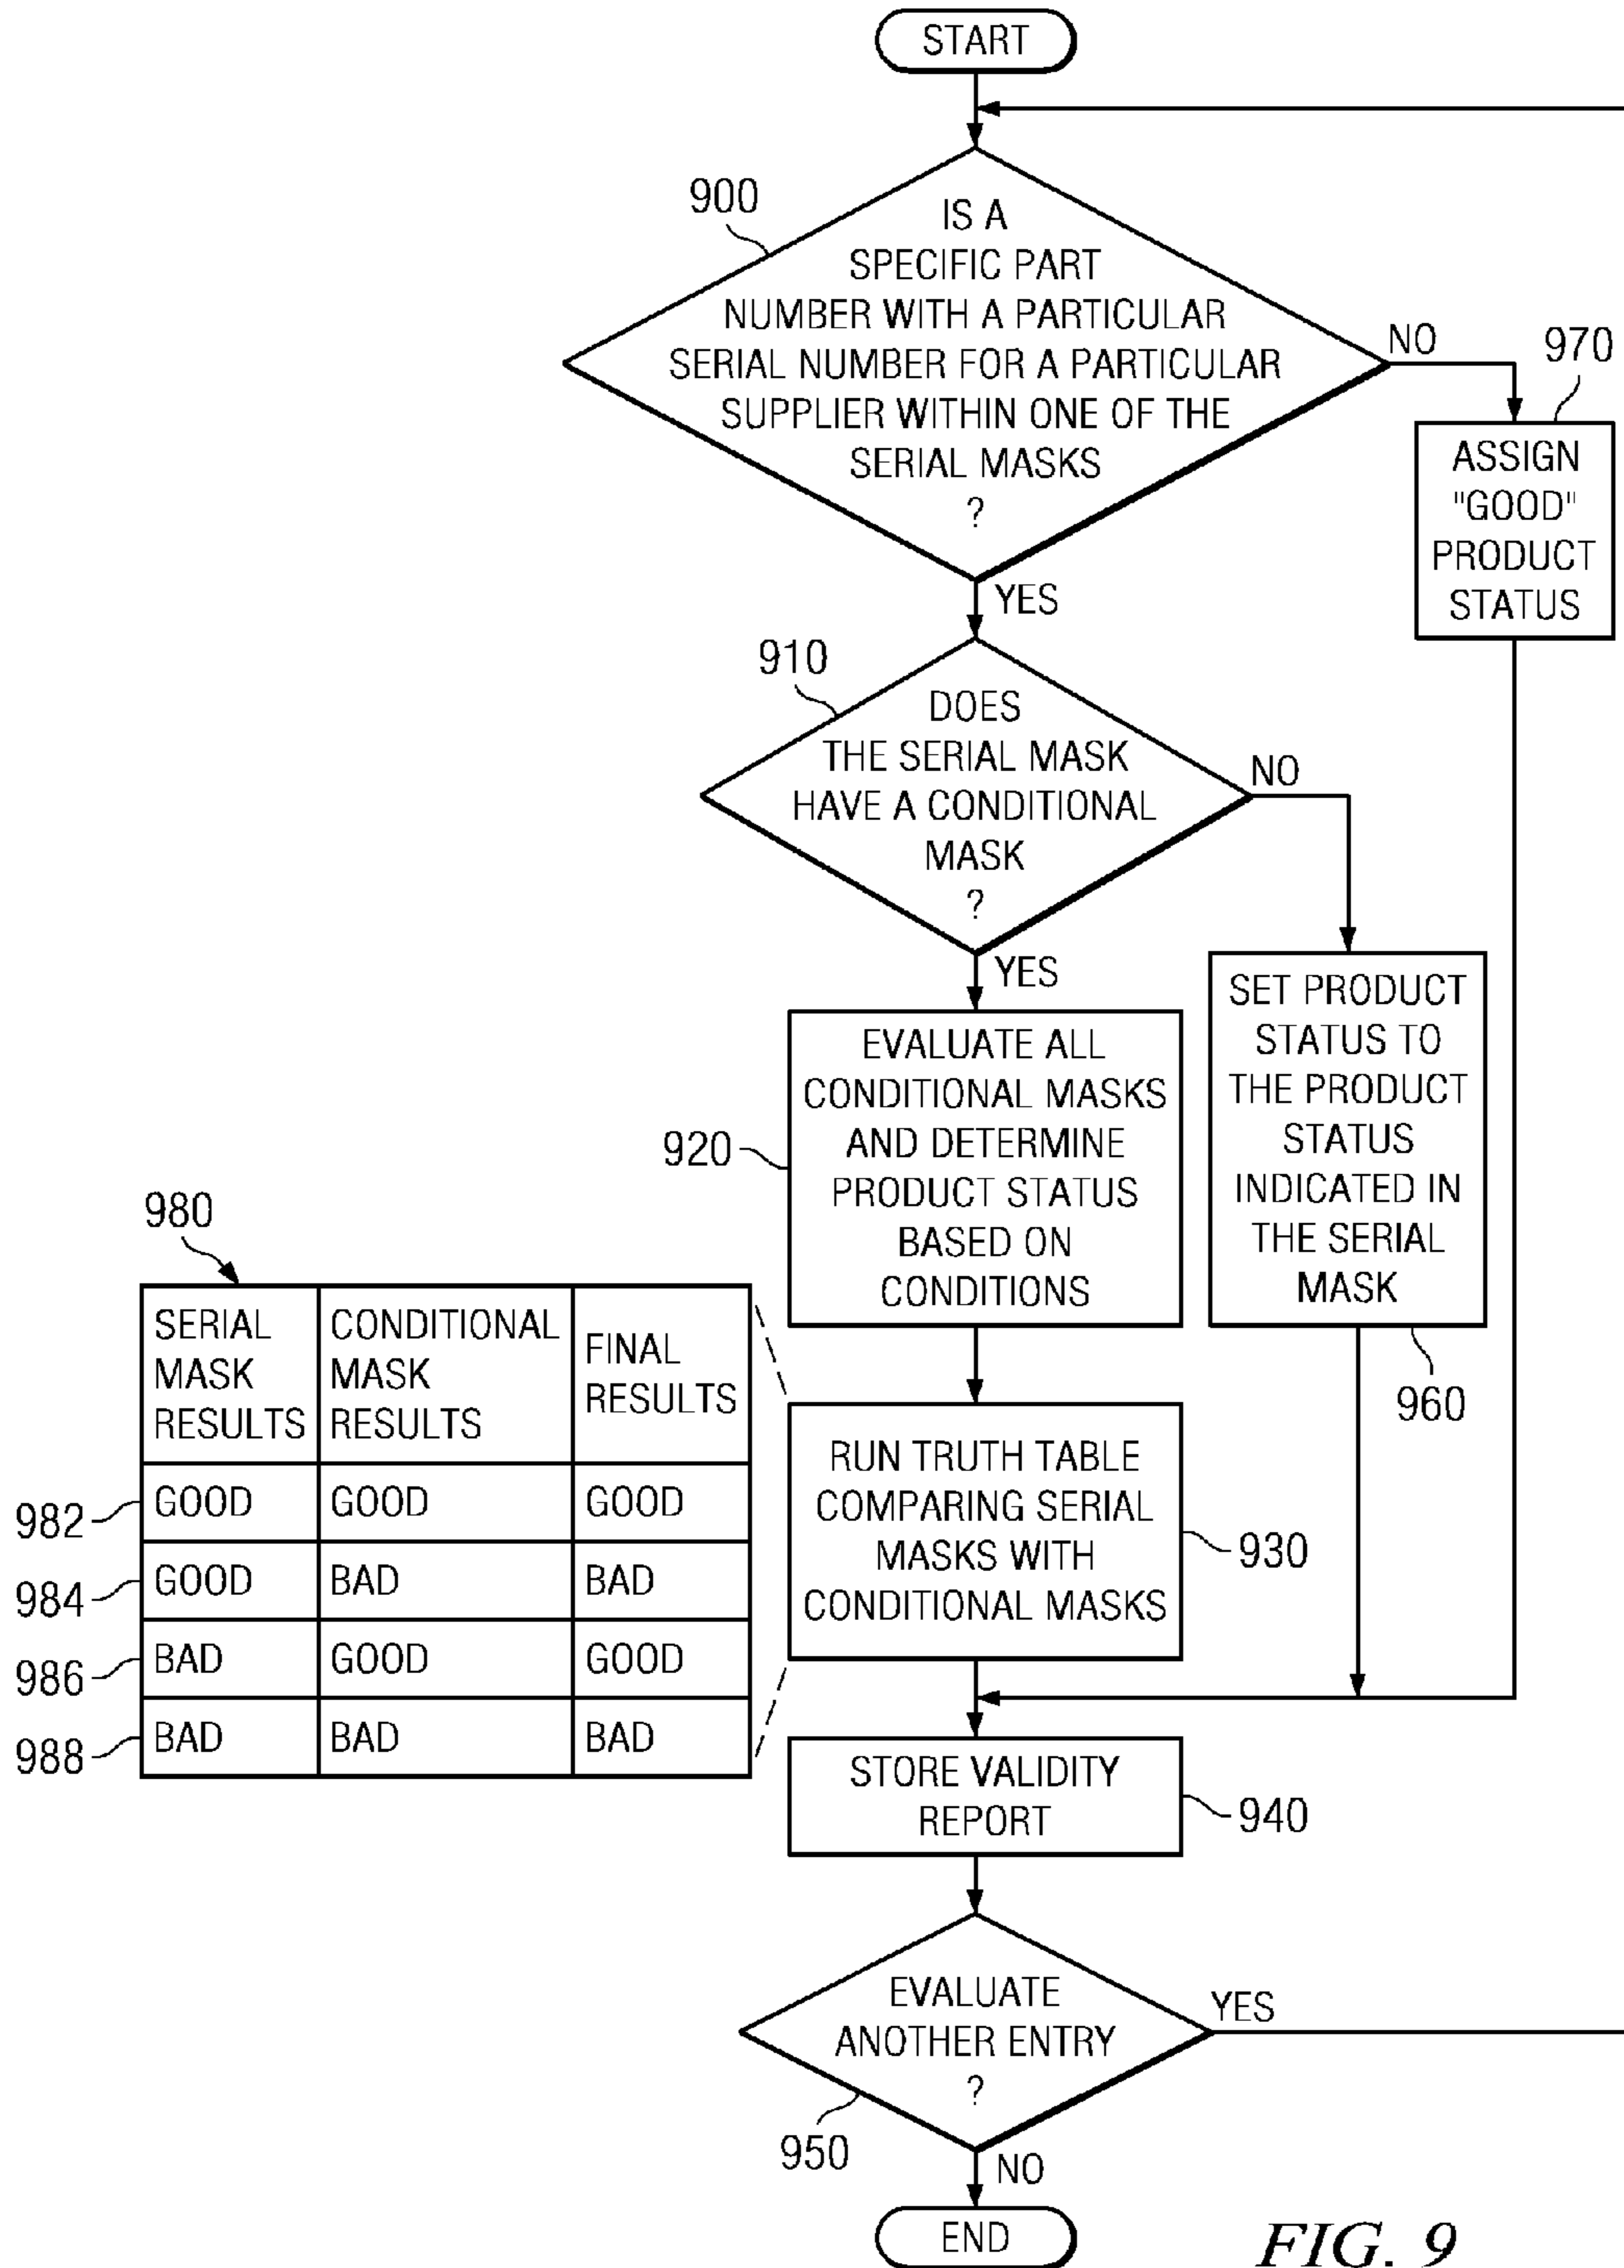 START
900
IS A
SPECIFIC PART
NUMBER WITH A PARTICULAR
SERIAL NUMBER FOR A PARTICULAR
SUPPLIER WITHIN ONE OF THE
SERIAL MASKS
?
NO
970
ASSIGN
"GOOD"
PRODUCT
STATUS
YES
910
DOES
THE SERIAL MASK
HAVE A CONDITIONAL
MASK
?
NO
YES
920
EVALUATE ALL
CONDITIONAL MASKS
AND DETERMINE
PRODUCT STATUS
BASED ON
CONDITIONS
SET PRODUCT
STATUS TO
THE PRODUCT
STATUS
INDICATED IN
THE SERIAL
MASK
960
980
SERIAL
MASK
RESULTS
CONDITIONAL
MASK
RESULTS
FINAL
RESULTS
982
GOOD
GOOD
GOOD
984
GOOD
BAD
BAD
986
BAD
GOOD
GOOD
988
BAD
BAD
BAD
RUN TRUTH TABLE
COMPARING SERIAL
MASKS WITH
CONDITIONAL MASKS
930
STORE VALIDITY
REPORT
940
EVALUATE
ANOTHER ENTRY
?
YES
950
NO
END
FIG. 9